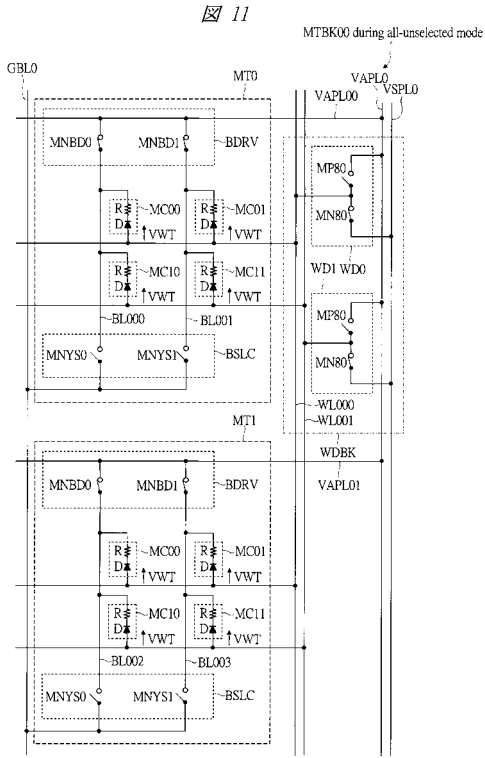 図 11
MTBK00 during all-unselected mode
GBL0
MT0
VAPL00
VAPL0
VSPL0
MNBD0
MNBD1
BDRV
MP80
R
MC00
R
MC01
D
VWT
D
VWT
MN80
WD1 WD0
R
MC10
R
MC11
D
VWT
D
VWT
BL000
BL001
MP80
MNYS0
MNYS1
BSLC
MN80
WL000
WL001
MT1
WDBK
VAPL01
MNBD0
MNBD1
BDRV
R
MC00
R
MC01
D
VWT
D
VWT
R
MC10
R
MC11
D
VWT
D
VWT
BL002
BL003
MNYS0
MNYS1
BSLC